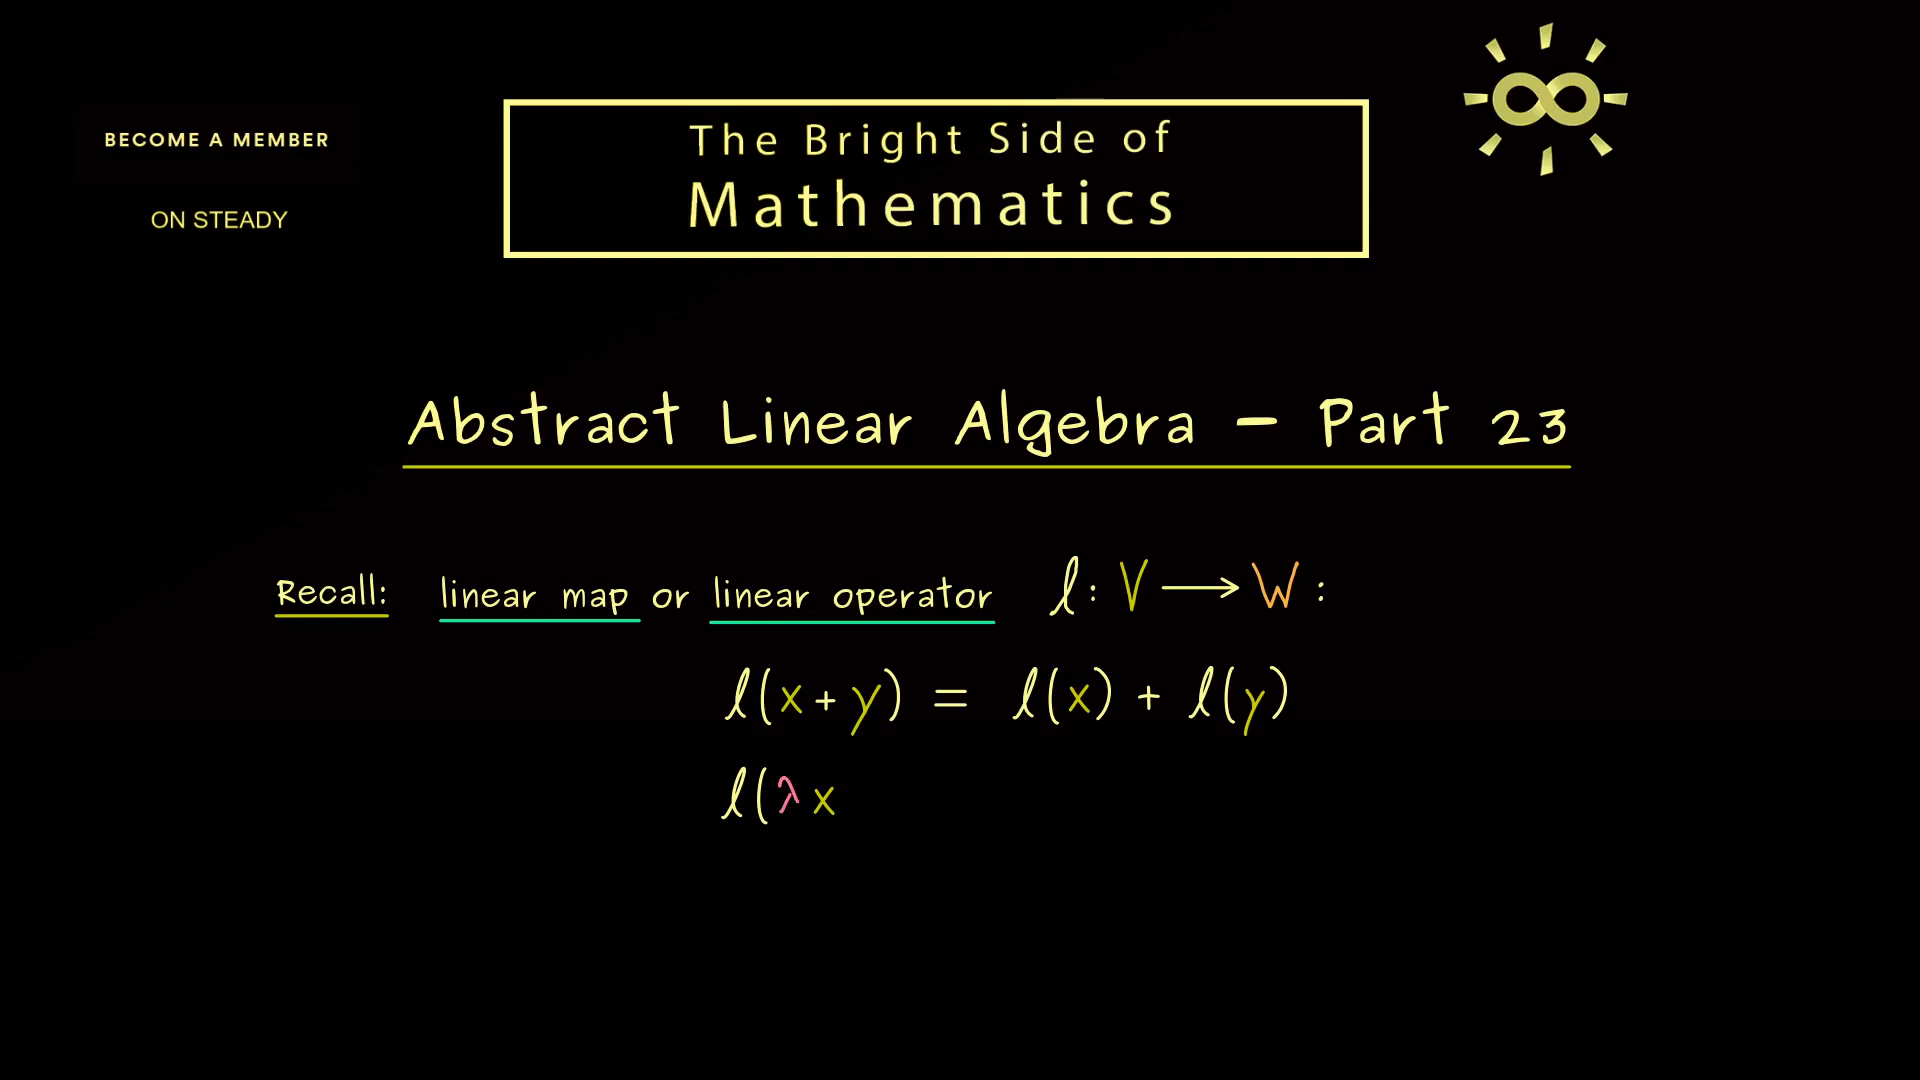 BECOME A MEMBER
ON STEADY
The Bright Side of
Mathematics
Abstract Linear Algebra – Part 23
Recall: linear map or linear operator ℓ: V ⟶ W :
ℓ(x + y) = ℓ(x) + ℓ(y)
ℓ(λ x